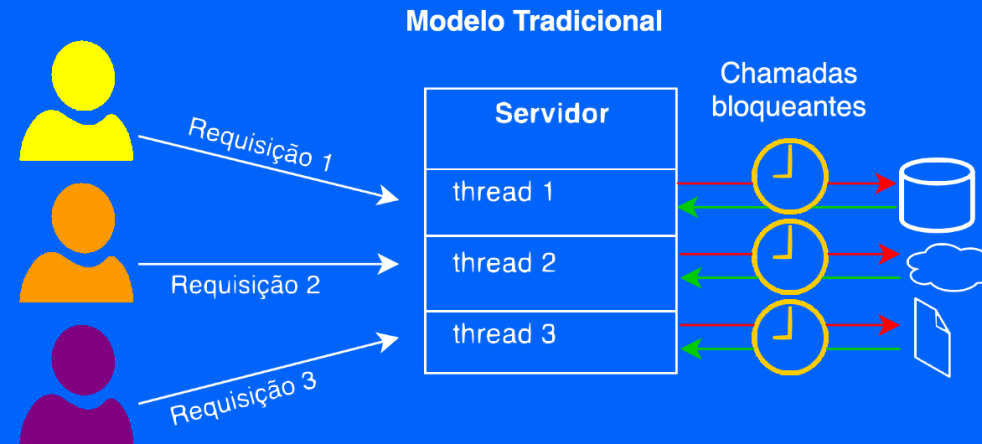 Modelo Tradicional
Chamadas
bloqueantes
Servidor
Requisição 1
thread 1
Requisição 2
thread 2
Requisição 3
thread 3